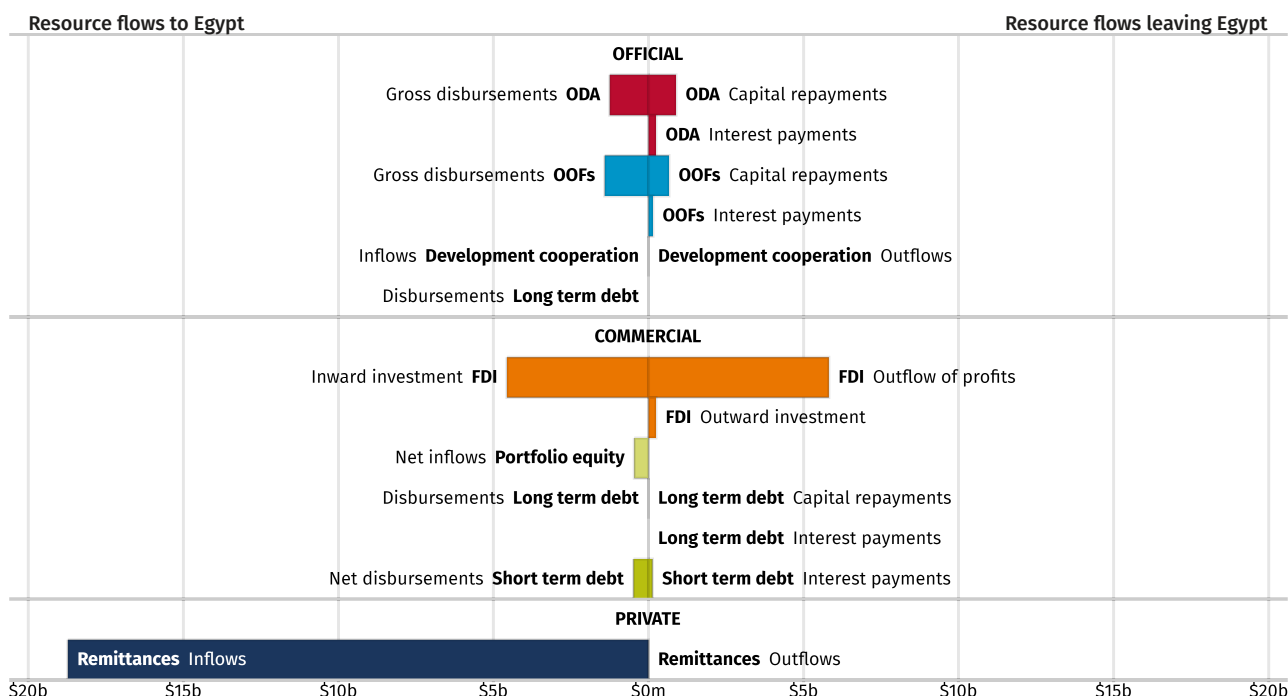 Resource flows to Egypt Resource flows leaving Egypt
OFFICIAL
Gross disbursements ODA ODA Capital repayments
ODA Interest payments
Gross disbursements OOFs OOFs Capital repayments
OOFs Interest payments
Inflows Development cooperation Development cooperation Outflows
Disbursements Long term debt
COMMERCIAL
Inward investment FDI FDI Outflow of profits
FDI Outward investment
Net inflows Portfolio equity
Disbursements Long term debt Long term debt Capital repayments
Long term debt Interest payments
Net disbursements Short term debt Short term debt Interest payments
PRIVATE
Remittances Inflows Remittances Outflows
$20b $15b $10b $5b $0m $5b $10b $15b $20b